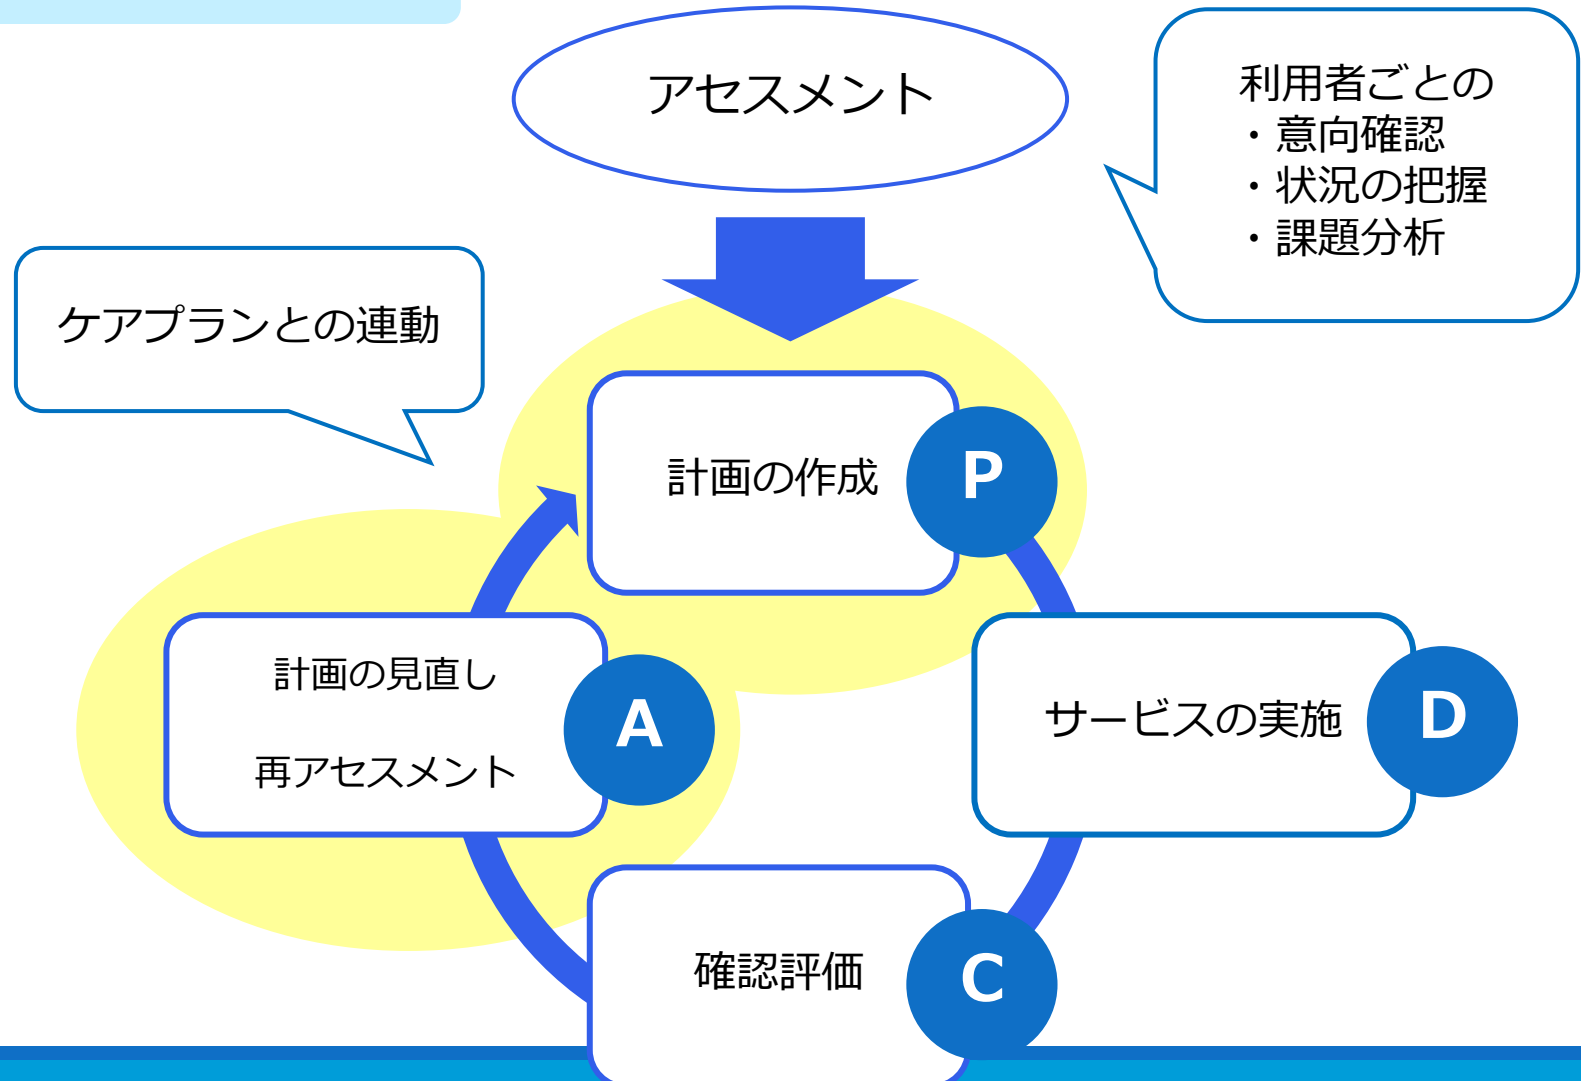 アセスメント
利用者ごとの
・意向確認
・状況の把握
・課題分析
ケアプランとの連動
計画の作成
P
計画の見直し
再アセスメント
A
サービスの実施
D
確認評価
C